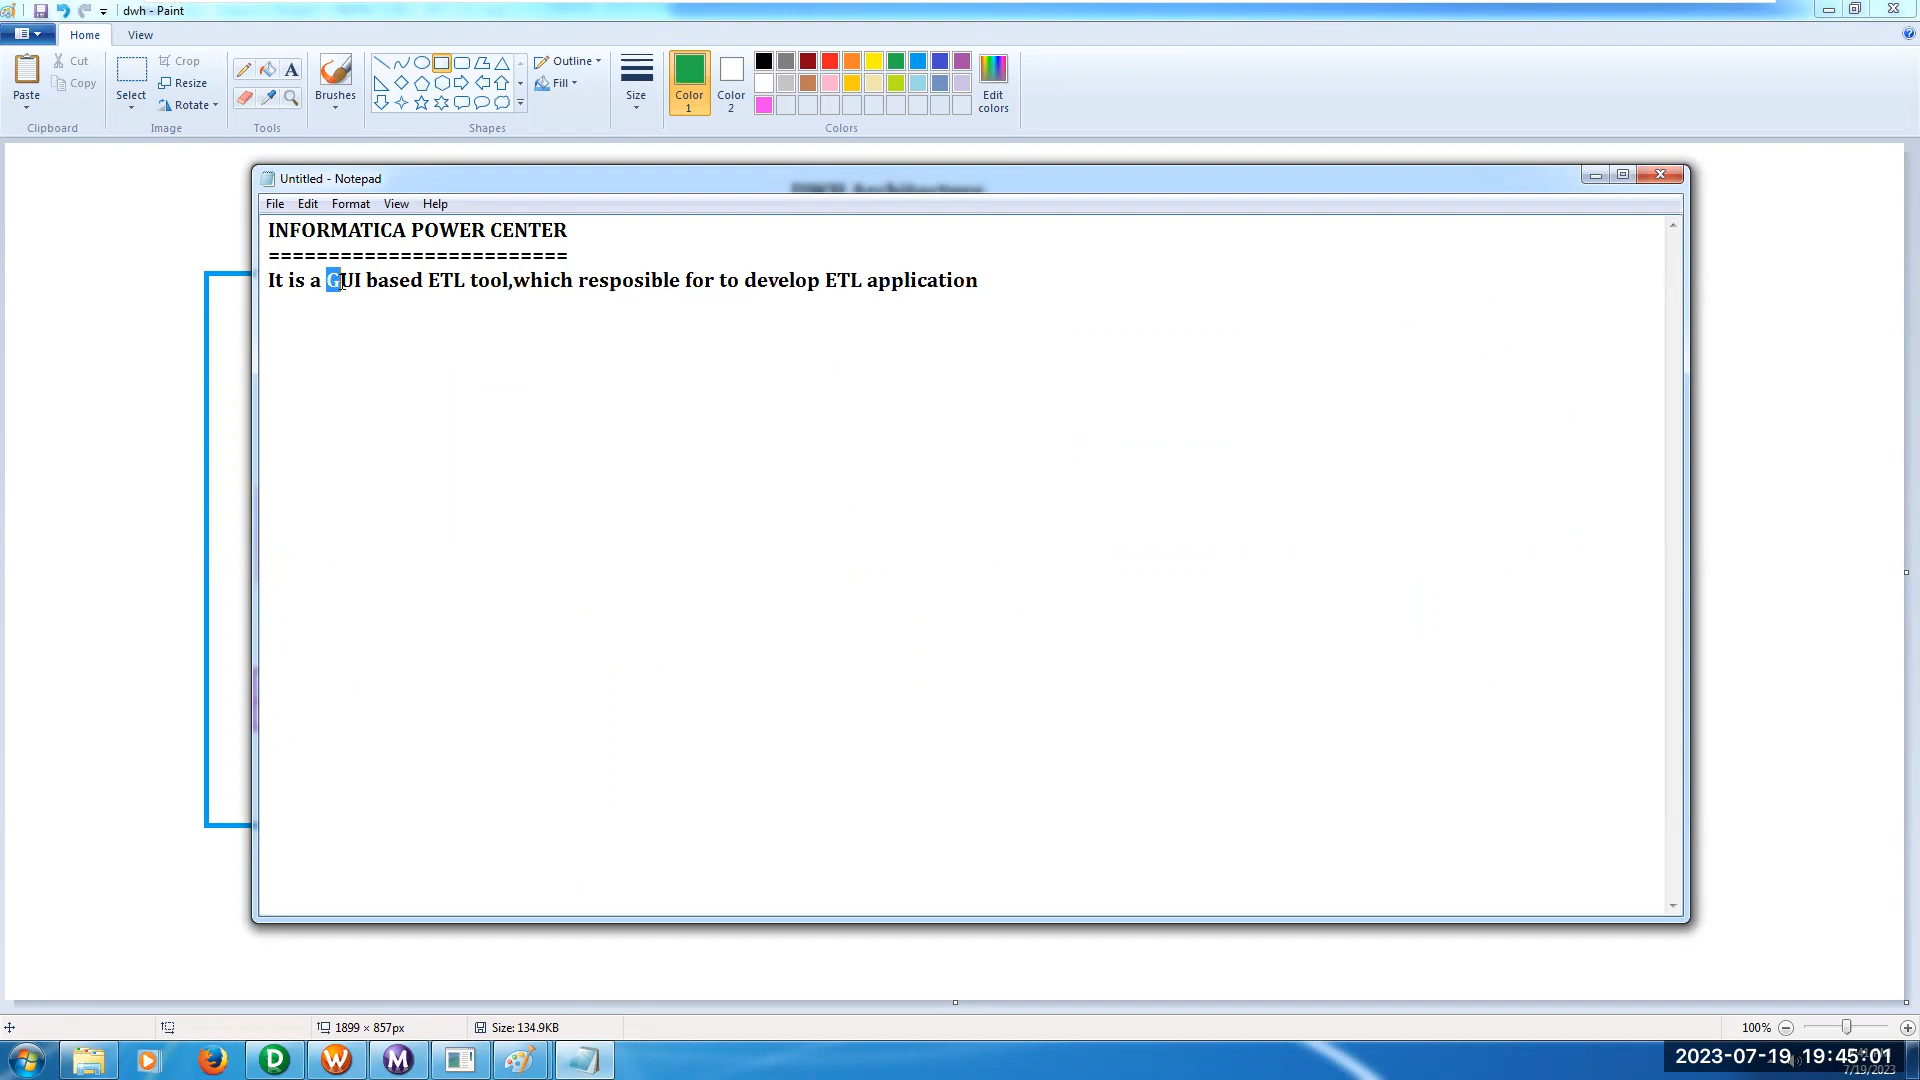 dwh - Paint
Home
View
Paste
Cut
Copy
Clipboard
Select
Crop
Resize
Rotate
Image
Tools
Brushes
Outline
Fill
Shapes
Size
Color
1
Color
2
Edit
colors
Colors
Untitled - Notepad
File Edit Format View Help
INFORMATICA POWER CENTER
=========================
It is a GUI based ETL tool,which resposible for to develop ETL application
1899 × 857px
Size: 134.9KB
100%
2023-07-19 19:45:01
7/19/2023